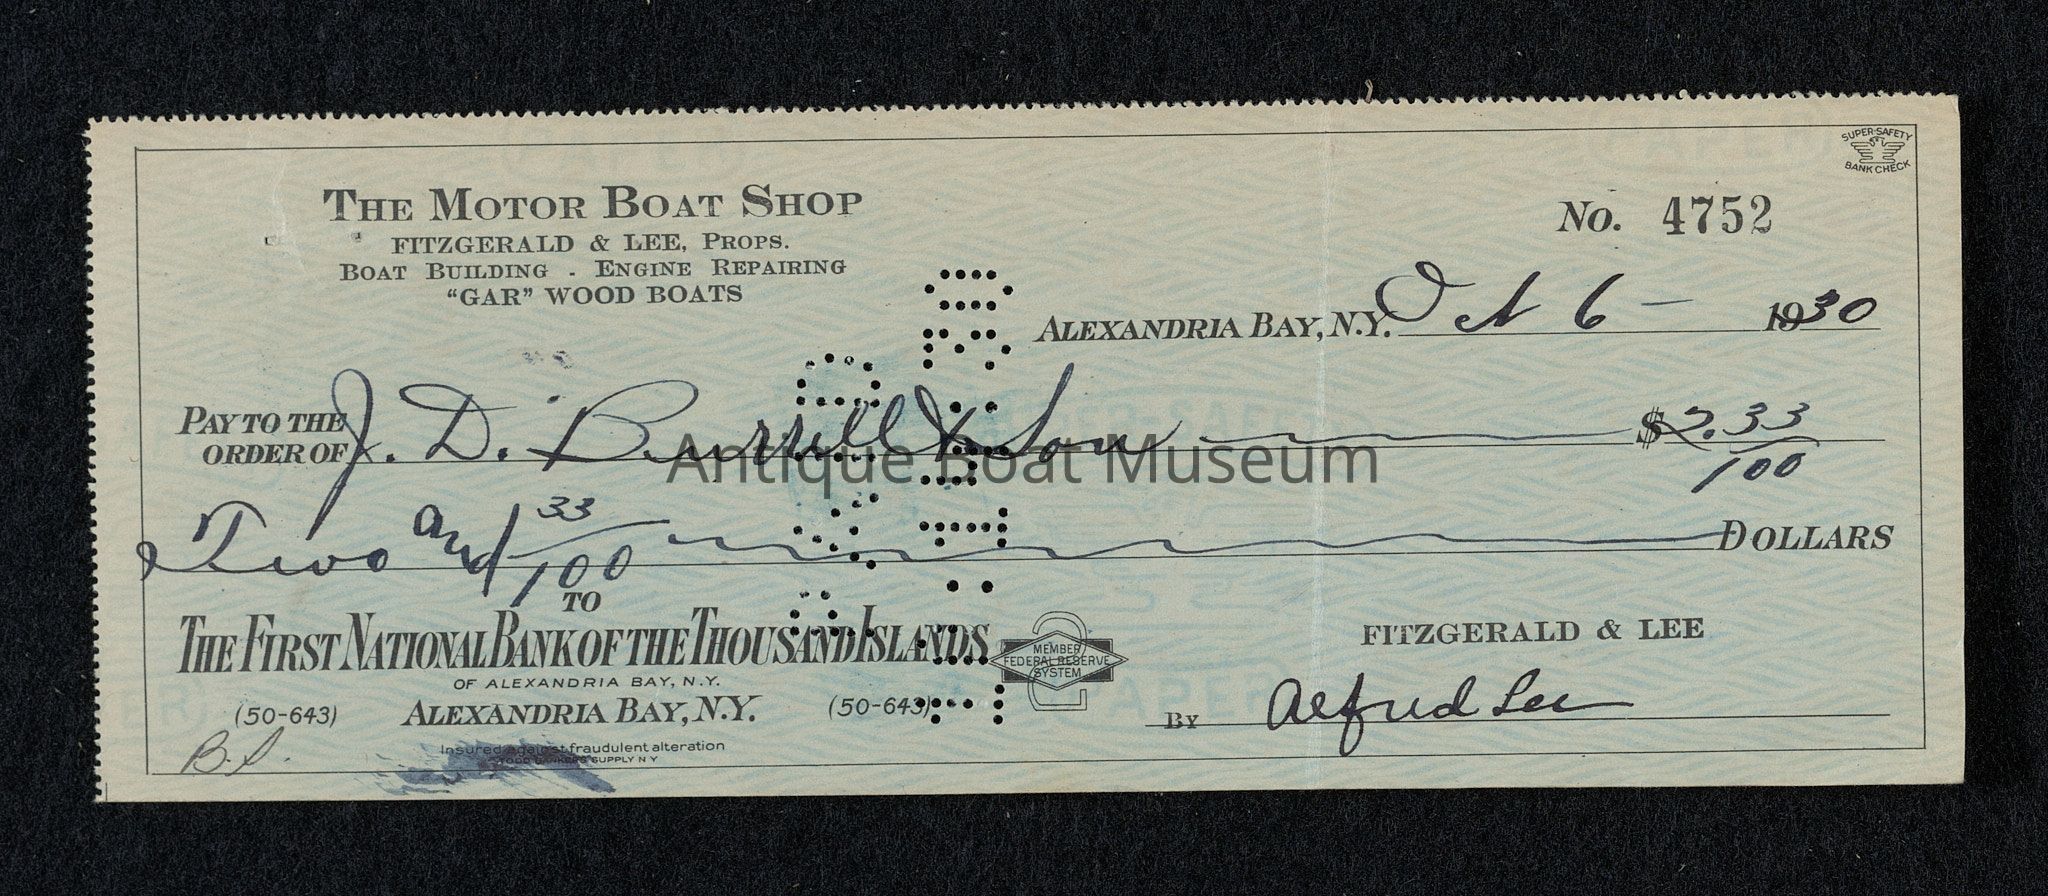 SUPER-SAFETY
BANK CHECK
THE MOTOR BOAT SHOP
FITZGERALD & LEE, PROPS.
BOAT BUILDING . ENGINE REPAIRING
"GAR" WOOD BOATS
No. 4752
ALEXANDRIA BAY, N.Y. Oct 6 — 1930
PAY TO THE
ORDER OF J. D. Burrell & Son $2.33/100
Antique Boat Museum
Two and 33/100 DOLLARS
TO
THE FIRST NATIONAL BANK OF THE THOUSAND ISLANDS
OF ALEXANDRIA BAY, N.Y.
(50-643) ALEXANDRIA BAY, N.Y. (50-643)
MEMBER
FEDERAL RESERVE
SYSTEM
FITZGERALD & LEE
BY Alfred Lee
Insured against fraudulent alteration
BANKERS SUPPLY N Y